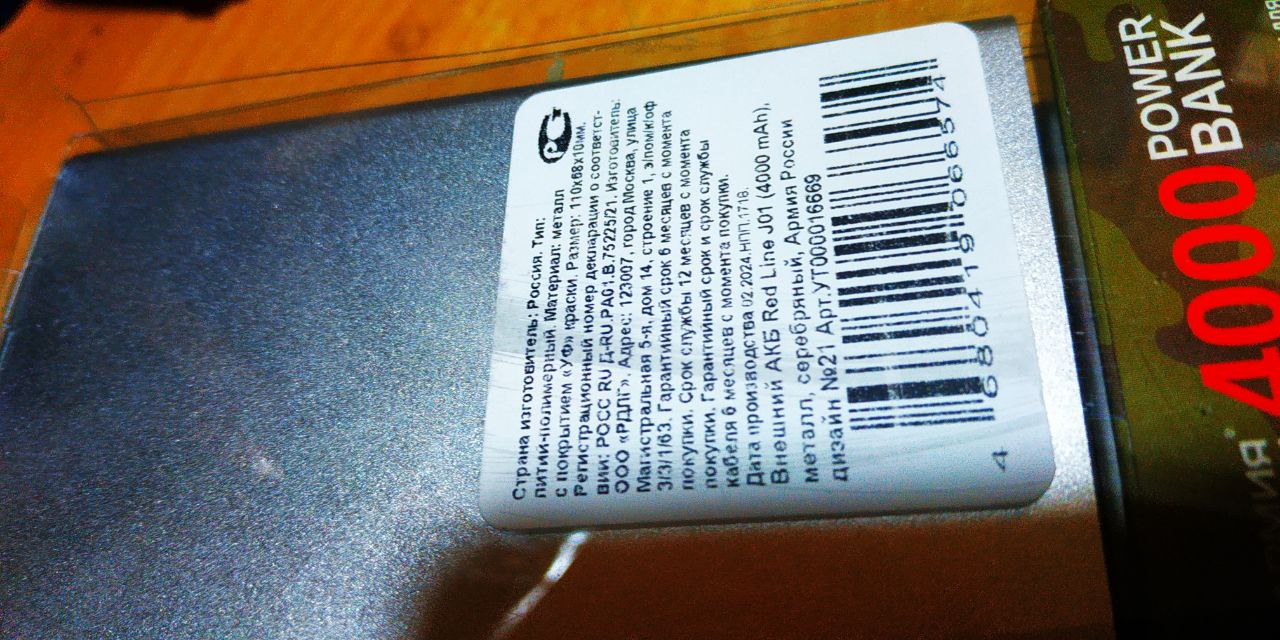 Страна изготовитель: Россия. Тип:
литий-полимерный. Материал: металл
с покрытием «УФ» краски. Размер: 110х68х10мм.
Регистрационный номер декларации о соответст-
вии: РОСС RU Д-RU.РА01.В.75225/21. Изготовитель:
ООО «РДЛГ». Адрес: 123007, город Москва, улица
Магистральная 5-я, дом 14, строение 1, э/пом/к/оф
3/3/1/63. Гарантийный срок 6 месяцев с момента
покупки. Срок службы 12 месяцев с момента
покупки. Гарантийный срок и срок службы
кабеля 6 месяцев с момента покупки.
Дата производства 02.2024.НПП.1718.
Внешний АКБ Red Line J01 (4000 mAh),
металл, серебряный, Армия России
дизайн №21 Арт.УТ000016669
4 680419 066574
4000 POWER
BANK